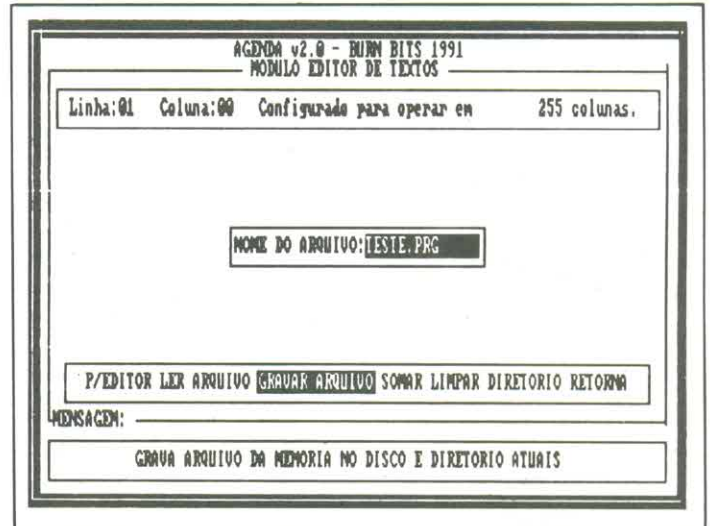 AGENDA v2.0 - BURN BITS 1991
MODULO EDITOR DE TEXTOS
Linha:01 Coluna:00 Configurado para operar em 255 colunas.
NOME DO ARQUIVO:TESTE.PRG
P/EDITOR LER ARQUIVO GRAVAR ARQUIVO SOMAR LIMPAR DIRETORIO RETORNA
MENSAGEM:
GRAVA ARQUIVO DA MEMORIA NO DISCO E DIRETORIO ATUAIS